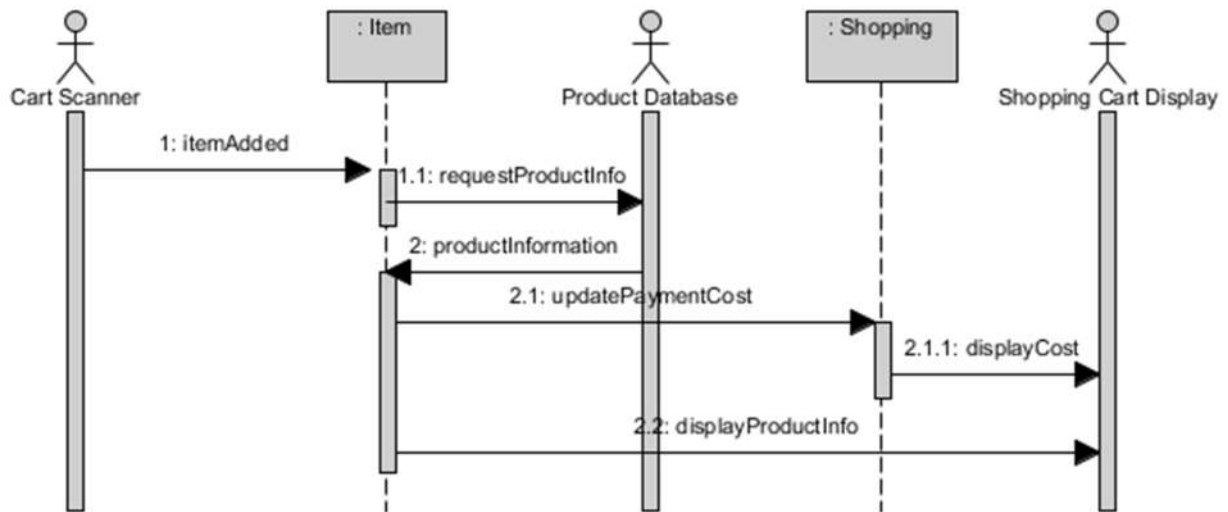 : Item
: Shopping
Cart Scanner
Product Database
Shopping Cart Display
1: itemAdded
1.1: requestProductInfo
2: productInformation
2.1: updatePaymentCost
2.1.1: displayCost
2.2: displayProductInfo